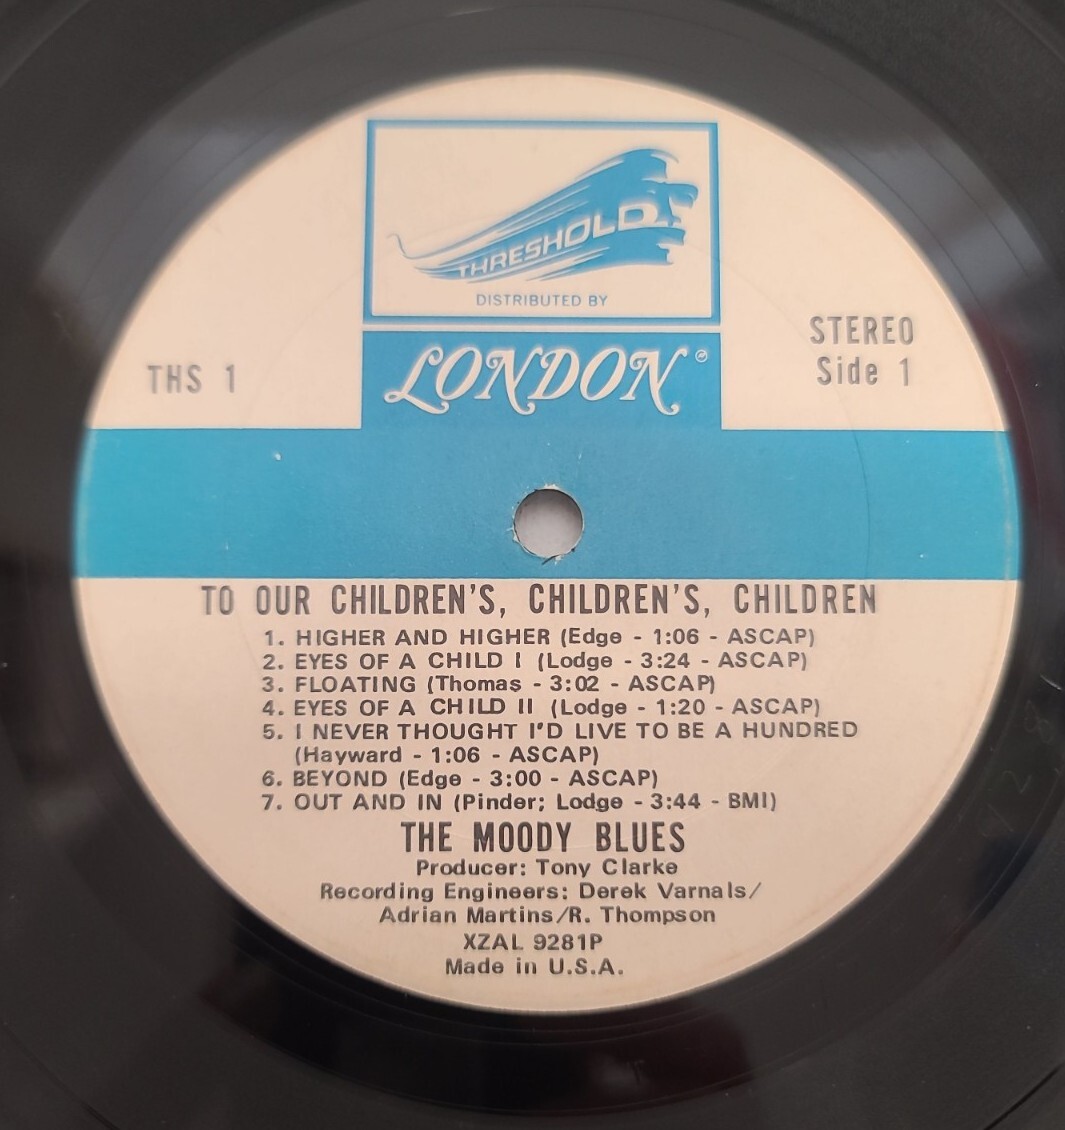 THRESHOLD
DISTRIBUTED BY
LONDON®
STEREO
THS 1
Side 1
TO OUR CHILDREN'S, CHILDREN'S, CHILDREN
1. HIGHER AND HIGHER (Edge - 1:06 - ASCAP)
2. EYES OF A CHILD I (Lodge - 3:24 - ASCAP)
3. FLOATING (Thomas - 3:02 - ASCAP)
4. EYES OF A CHILD II (Lodge - 1:20 - ASCAP)
5. I NEVER THOUGHT I'D LIVE TO BE A HUNDRED
(Hayward - 1:06 - ASCAP)
6. BEYOND (Edge - 3:00 - ASCAP)
7. OUT AND IN (Pinder; Lodge - 3:44 - BMI)
THE MOODY BLUES
Producer: Tony Clarke
Recording Engineers: Derek Varnals/
Adrian Martins/R. Thompson
XZAL 9281P
Made in U.S.A.